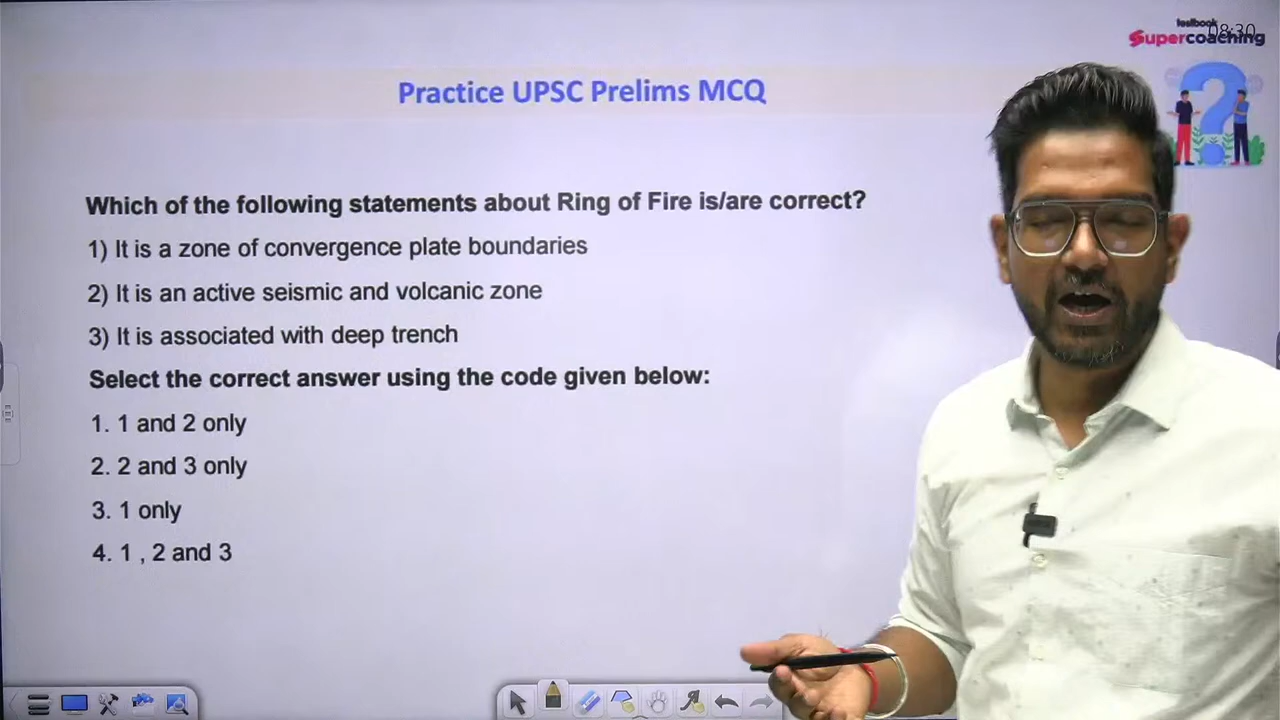 testbook
Supercoaching
08:30
Practice UPSC Prelims MCQ
Which of the following statements about Ring of Fire is/are correct?
1) It is a zone of convergence plate boundaries
2) It is an active seismic and volcanic zone
3) It is associated with deep trench
Select the correct answer using the code given below:
1. 1 and 2 only
2. 2 and 3 only
3. 1 only
4. 1 , 2 and 3